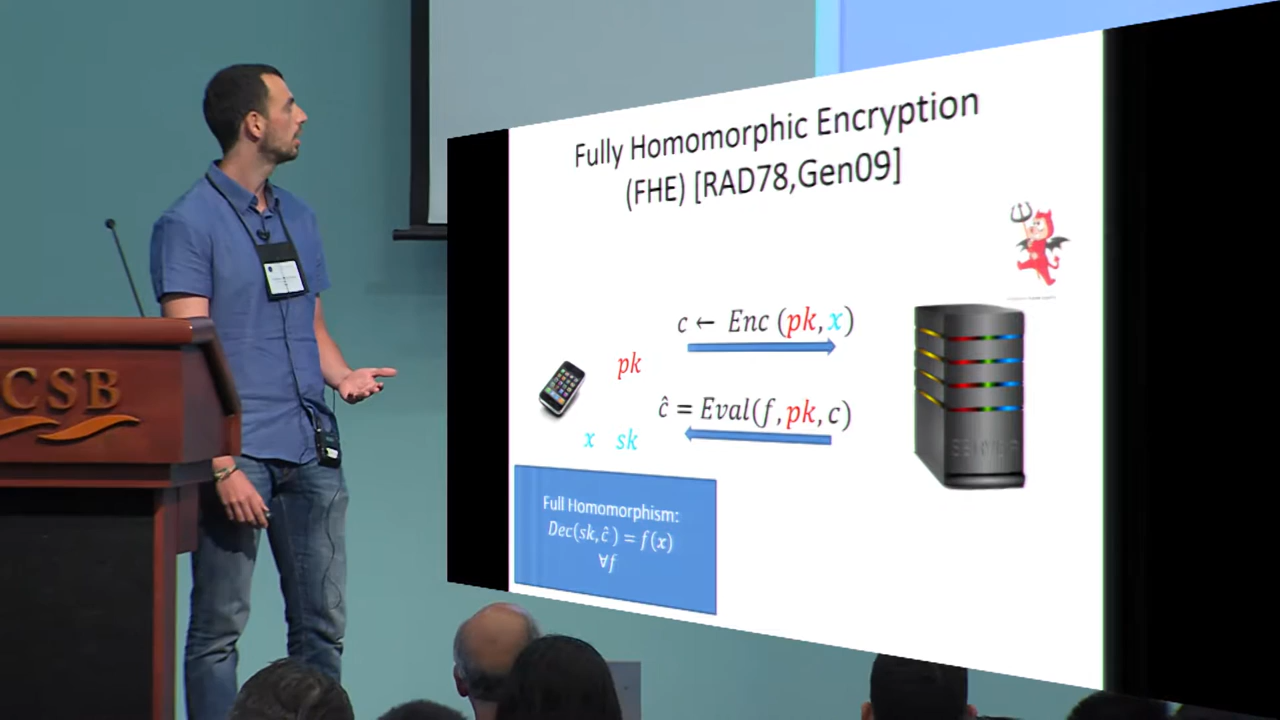 Fully Homomorphic Encryption
(FHE) [RAD78,Gen09]
c ← Enc (pk, x)
pk
ĉ = Eval(f, pk, c)
x sk
Full Homomorphism:
Dec(sk, ĉ ) = f(x)
∀f
CSB